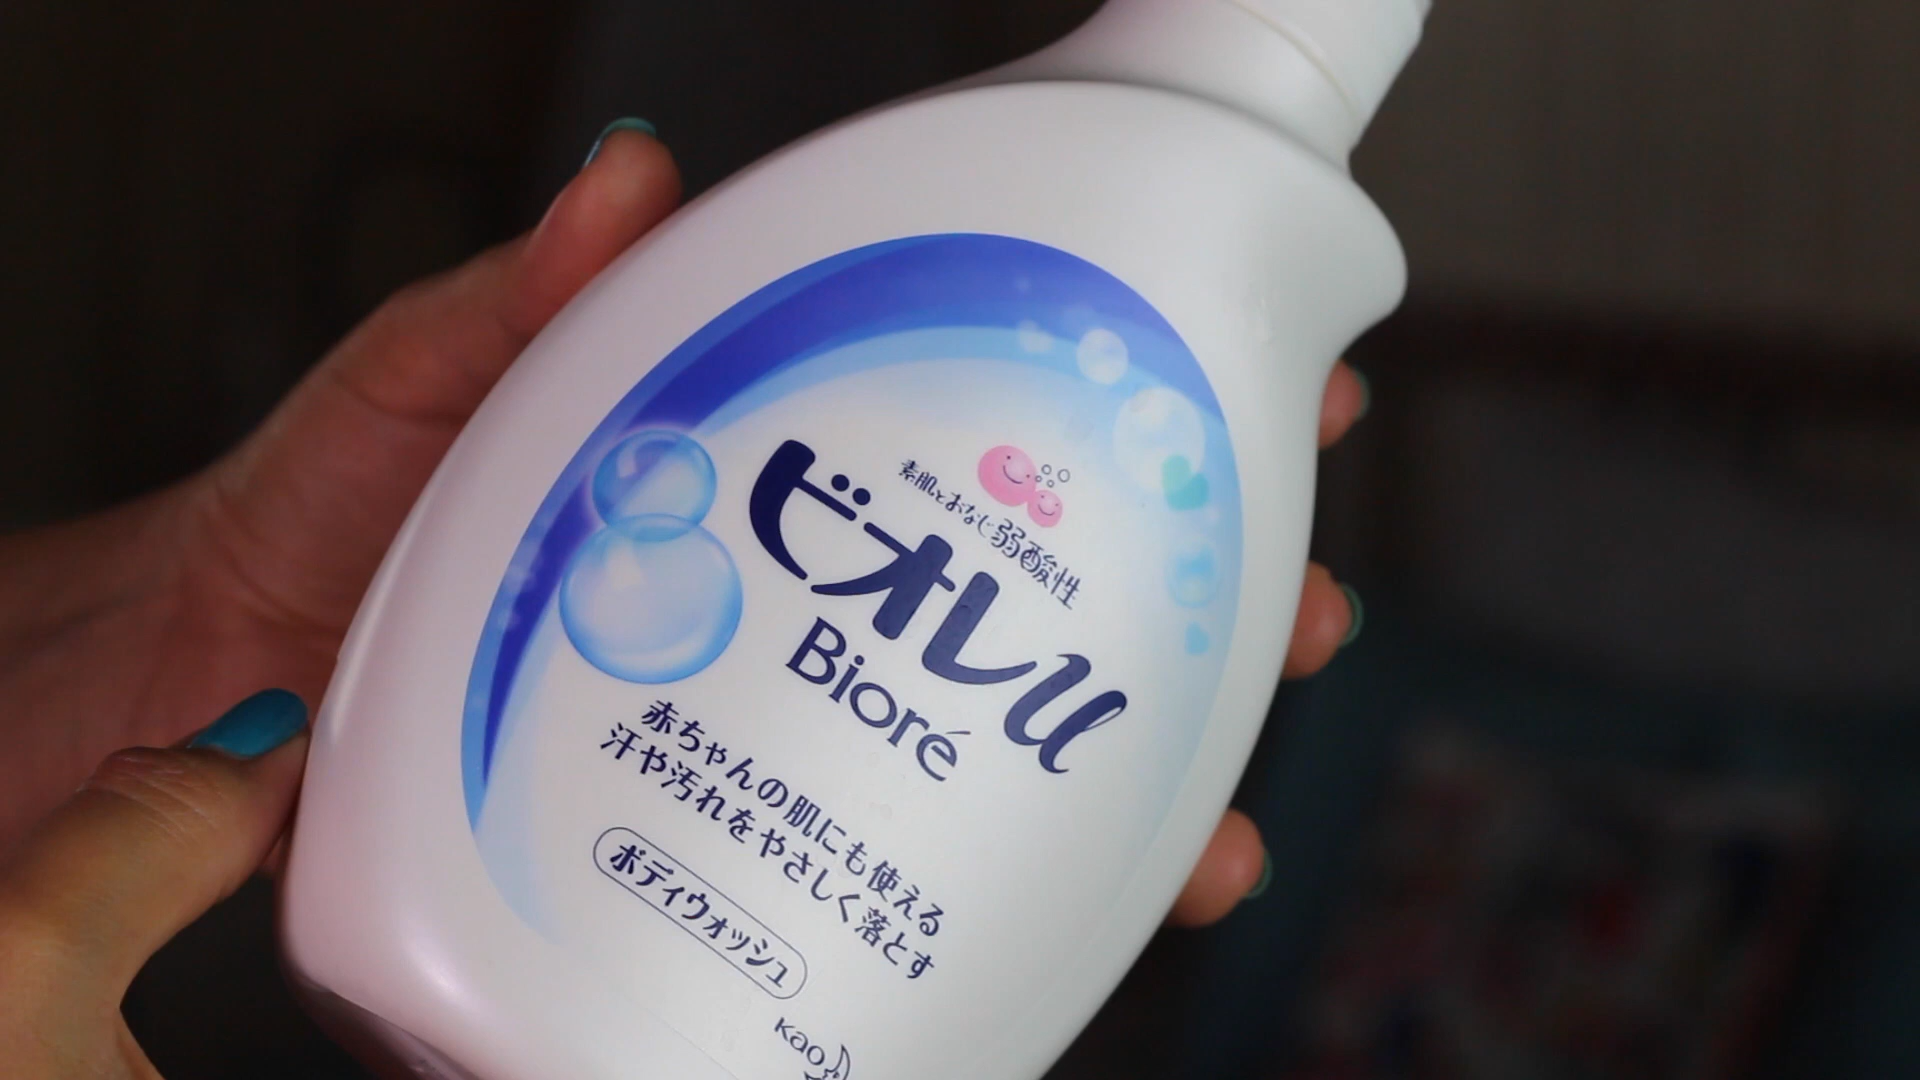 素肌とおなじ弱酸性
ビオレu
Bioré
赤ちゃんの肌にも使える
汗や汚れをやさしく落とす
ボディウォッシュ
Kao